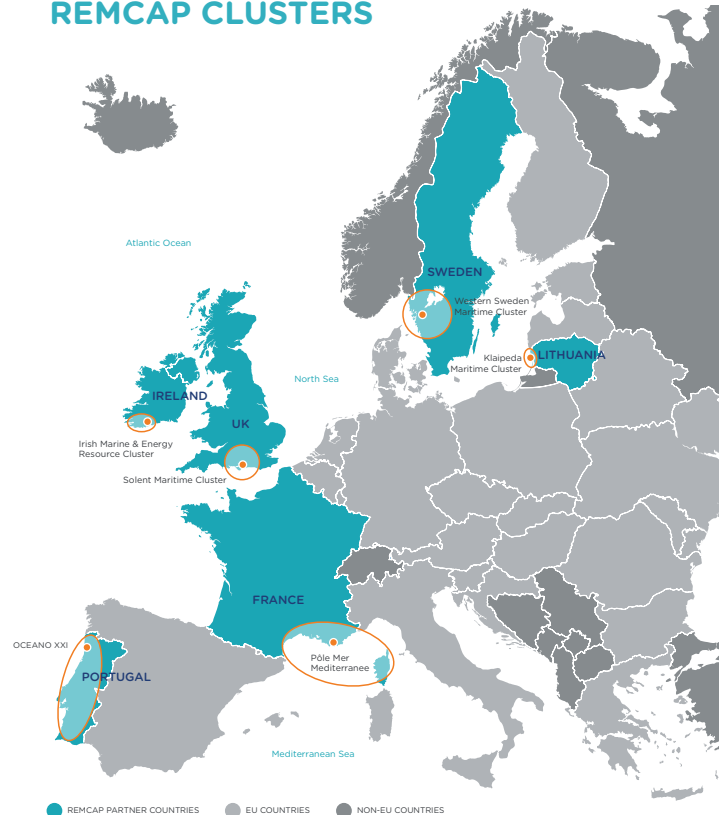 REMCAP CLUSTERS
Atlantic Ocean
SWEDEN
Western Sweden
Maritime Cluster
Klaipeda
Maritime Cluster
LITHUANIA
North Sea
IRELAND
UK
Irish Marine & Energy
Resource Cluster
Solent Maritime Cluster
FRANCE
OCEANO XXI
Pôle Mer
Mediterranee
PORTUGAL
Mediterranean Sea
REMCAP PARTNER COUNTRIES
EU COUNTRIES
NON-EU COUNTRIES